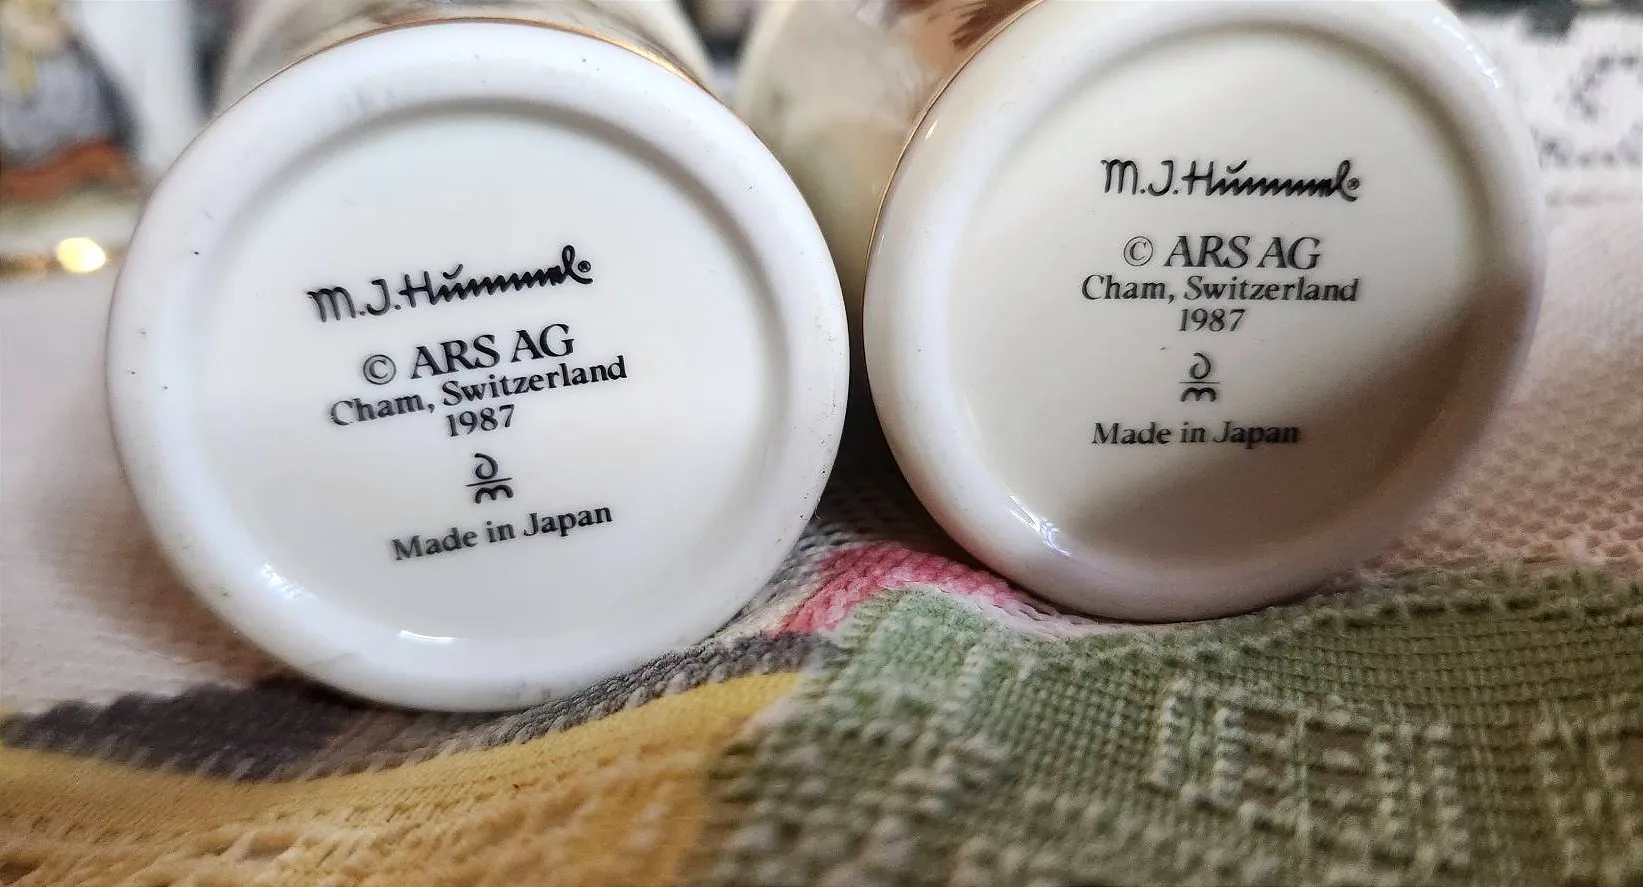 M.J.Hummel®
© ARS AG
Cham, Switzerland
1987
Made in Japan
M.J.Hummel®
© ARS AG
Cham, Switzerland
1987
Made in Japan